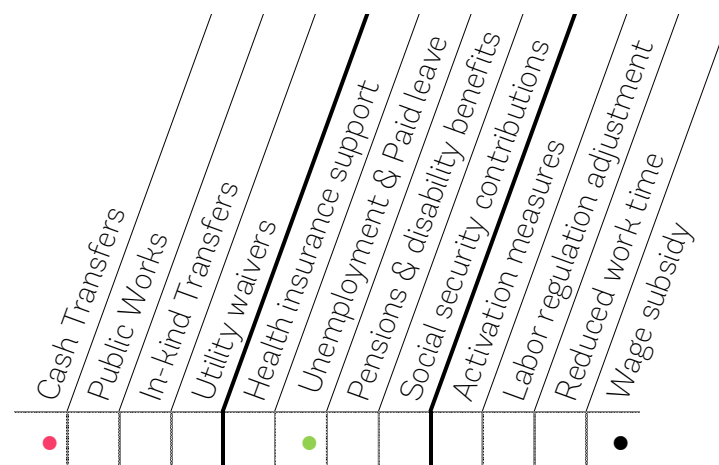 Cash Transfers
Public Works
In-kind Transfers
Utility waivers
Health insurance support
Unemployment & Paid leave
Pensions & disability benefits
Social security contributions
Activation measures
Labor regulation adjustment
Reduced work time
Wage subsidy